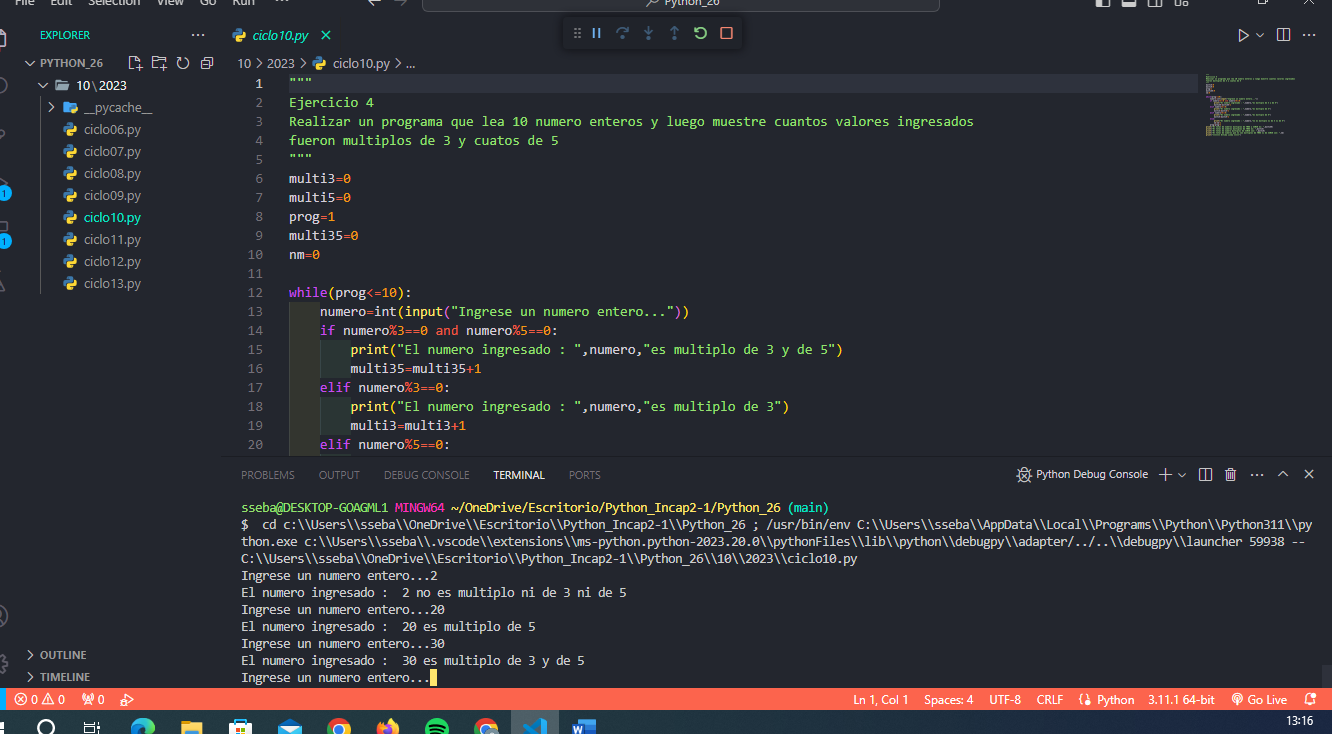 File Edit Selection View Go Run ... Python_26
EXPLORER ...
PYTHON_26
10\2023
__pycache__
ciclo06.py
ciclo07.py
ciclo08.py
ciclo09.py
ciclo10.py
ciclo11.py
ciclo12.py
ciclo13.py
OUTLINE
TIMELINE
1
1
ciclo10.py
10 > 2023 > ciclo10.py > ...
1 """
2 Ejercicio 4
3 Realizar un programa que lea 10 numero enteros y luego muestre cuantos valores ingresados
4 fueron multiplos de 3 y cuatos de 5
5 """
6 multi3=0
7 multi5=0
8 prog=1
9 multi35=0
10 nm=0
11
12 while(prog<=10):
13     numero=int(input("Ingrese un numero entero..."))
14     if numero%3==0 and numero%5==0:
15         print("El numero ingresado : ",numero,"es multiplo de 3 y de 5")
16         multi35=multi35+1
17     elif numero%3==0:
18         print("El numero ingresado : ",numero,"es multiplo de 3")
19         multi3=multi3+1
20     elif numero%5==0:
PROBLEMS OUTPUT DEBUG CONSOLE TERMINAL PORTS Python Debug Console
sseba@DESKTOP-GOAGML1 MINGW64 ~/OneDrive/Escritorio/Python_Incap2-1/Python_26 (main)
$  cd c:\\Users\\sseba\\OneDrive\\Escritorio\\Python_Incap2-1\\Python_26 ; /usr/bin/env C:\\Users\\sseba\\AppData\\Local\\Programs\\Python\\Python311\\py
thon.exe c:\\Users\\sseba\\.vscode\\extensions\\ms-python.python-2023.20.0\\pythonFiles\\lib\\python\\debugpy\\adapter/../..\\debugpy\\launcher 59938 --
C:\\Users\\sseba\\OneDrive\\Escritorio\\Python_Incap2-1\\Python_26\\10\\2023\\ciclo10.py
Ingrese un numero entero...2
El numero ingresado :  2 no es multiplo ni de 3 ni de 5
Ingrese un numero entero...20
El numero ingresado :  20 es multiplo de 5
Ingrese un numero entero...30
El numero ingresado :  30 es multiplo de 3 y de 5
Ingrese un numero entero...
0 0 0 Ln 1, Col 1 Spaces: 4 UTF-8 CRLF Python 3.11.1 64-bit Go Live
13:16